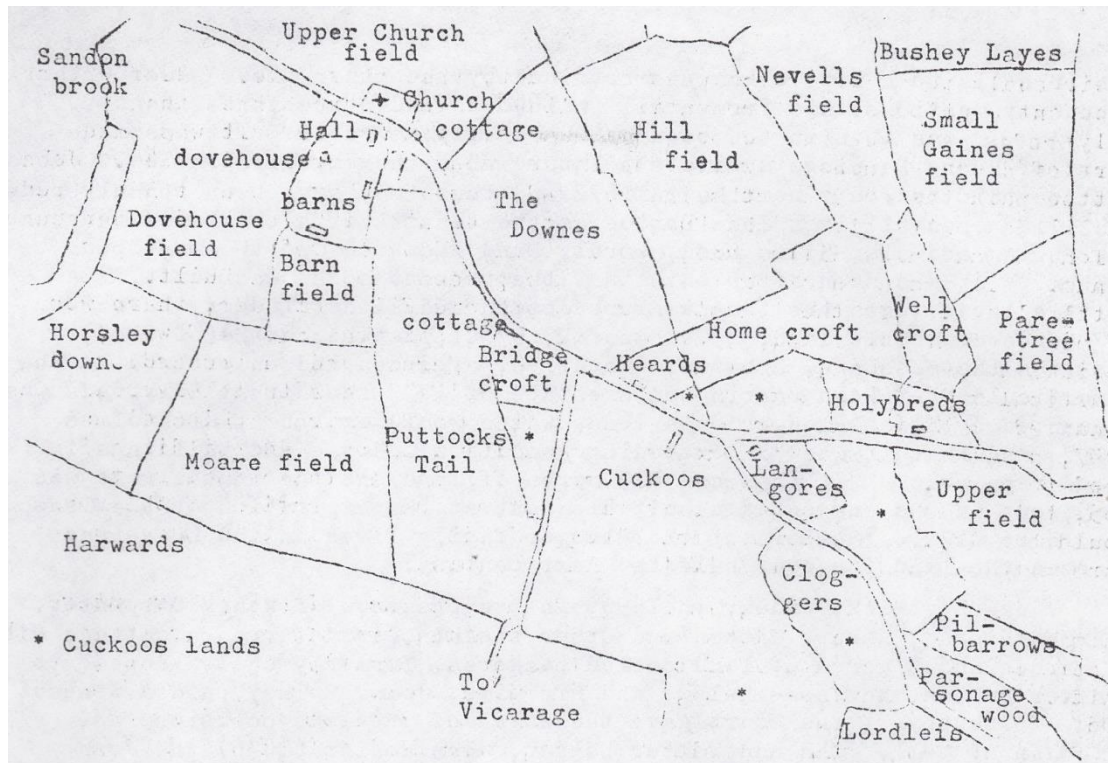 Sandon
brook
Upper Church
field
Church
cottage
Hall
dovehouse
barns
Dovehouse
field
Barn
field
Nevells
field
Bushey Layes
Small
Gaines
field
Hill
field
The
Downes
cottage
Bridge
croft
Heards
Home croft
Well
croft
Pare-
tree
field
Horsley
down.
Holybreds
Moare field
Puttocks
Tail
*
*
*
Cuckoos
Lan-
gores
*
Upper
field
Harwards
Clog-
gers
*
Pil-
barrows
* Cuckoos lands
To
Vicarage
*
Par-
sonage
wood
Lordleis